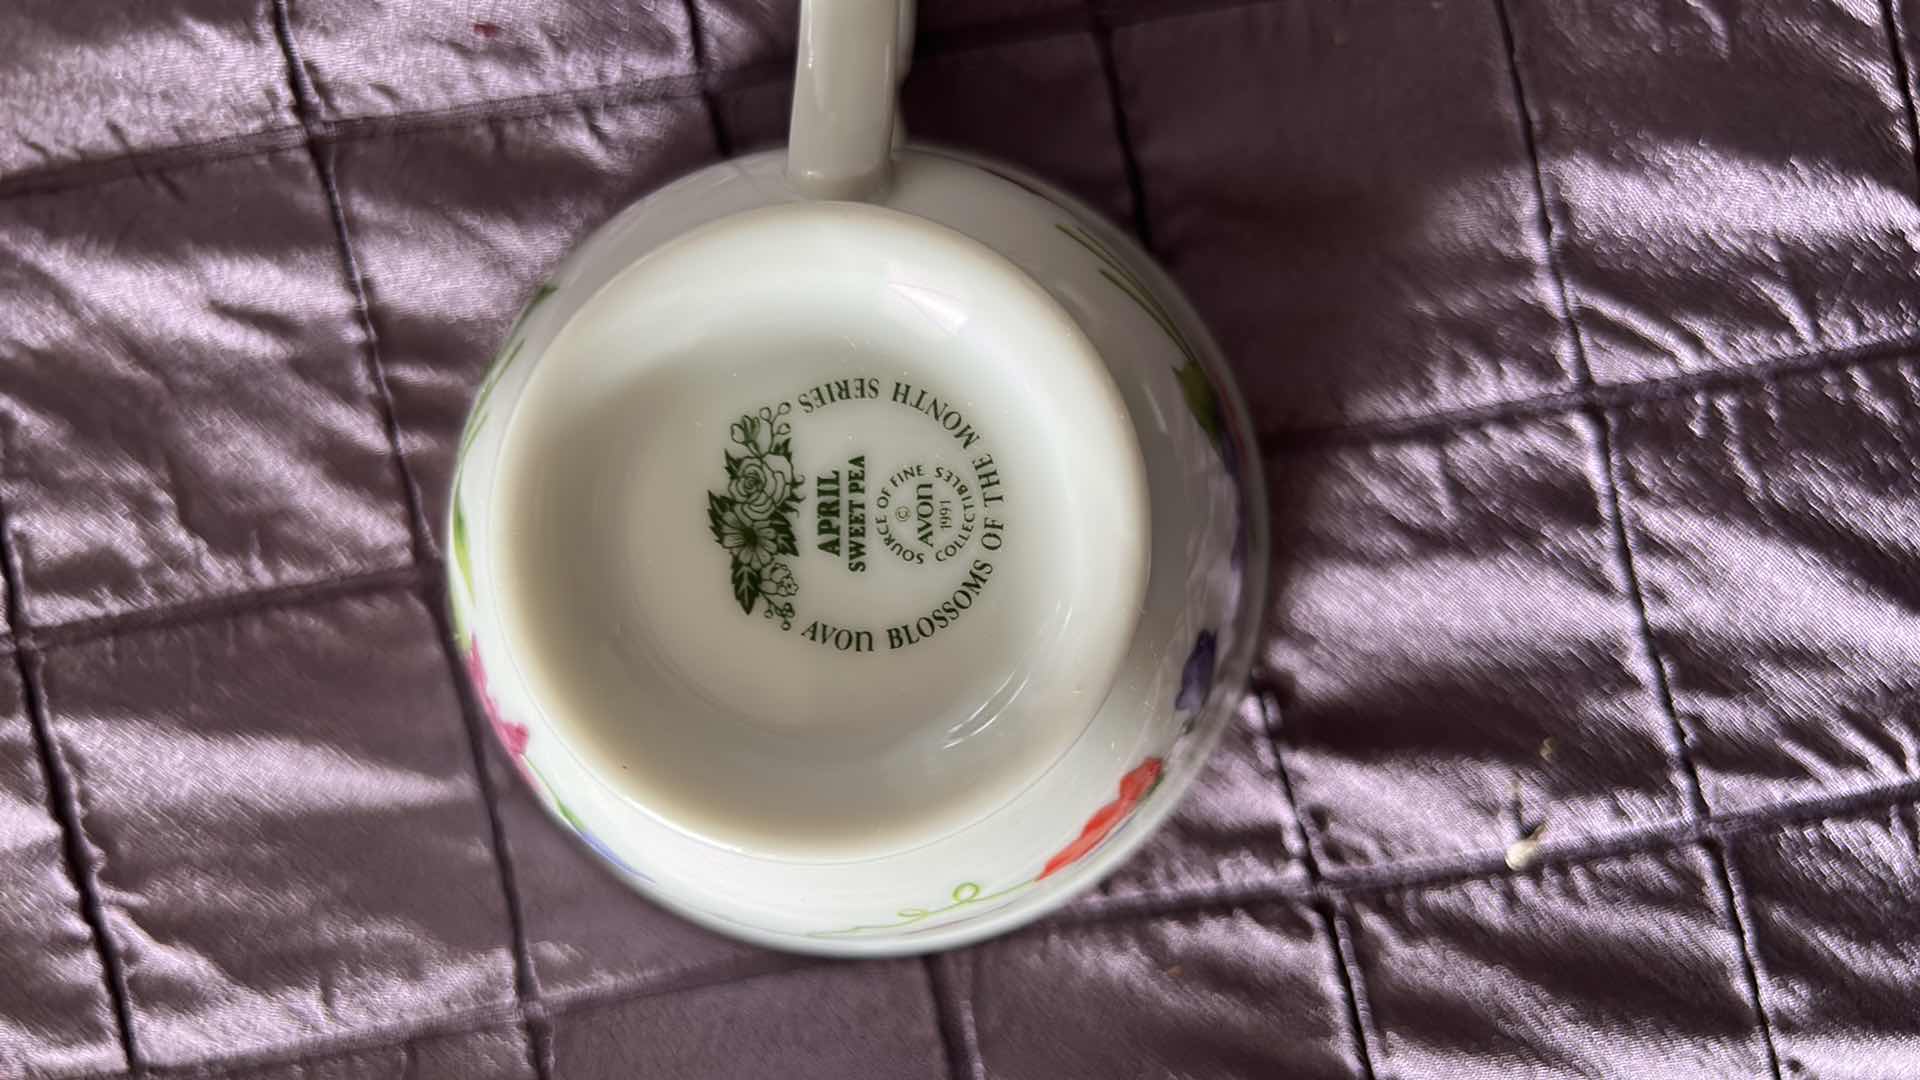 APRIL
SWEET PEA
SOURCE OF FINE
©
AVON
1991
COLLECTIBLES
AVON BLOSSOMS OF THE MONTH SERIES